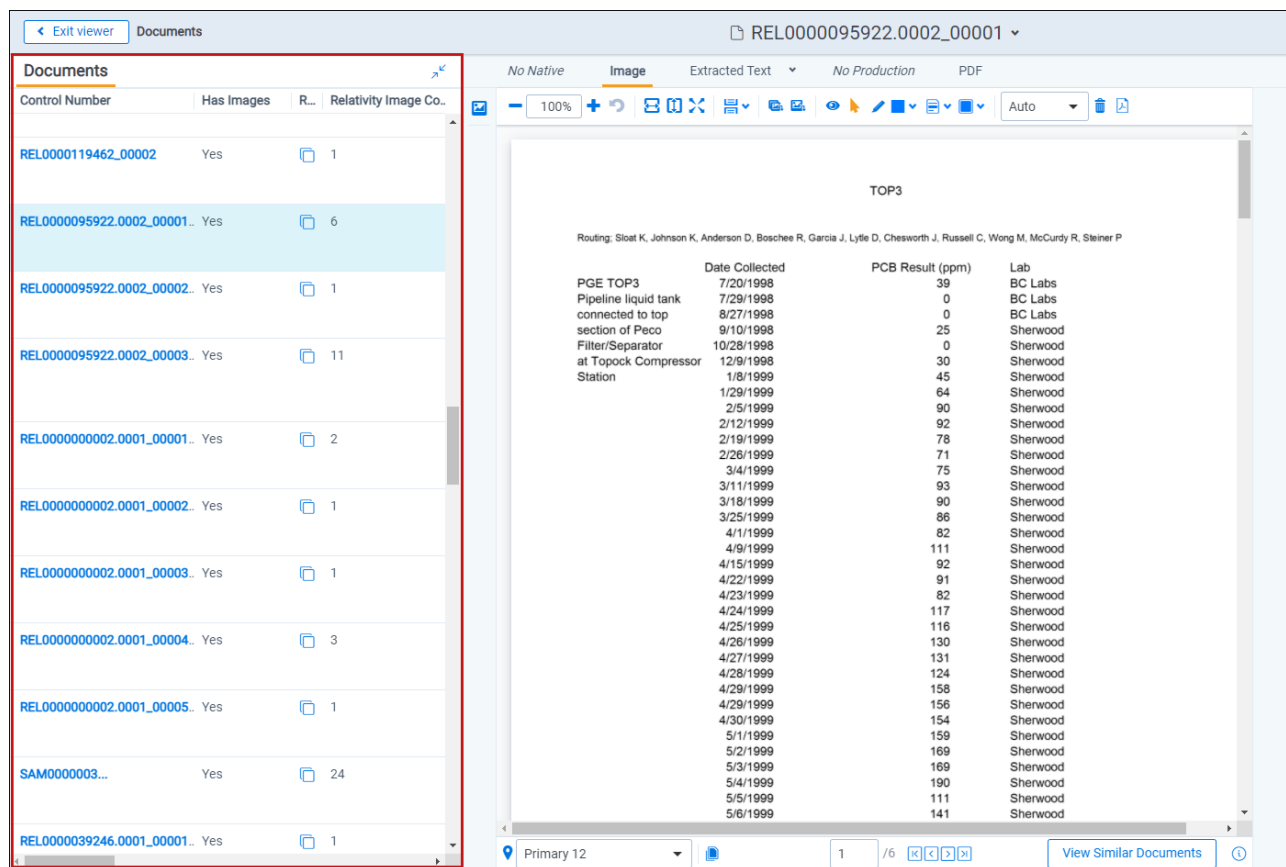 Exit viewer Documents
REL0000095922.0002_00001
Documents
Control Number Has Images R... Relativity Image Co..
REL0000119462_00002 Yes 1
REL0000095922.0002_00001.. Yes 6
REL0000095922.0002_00002.. Yes 1
REL0000095922.0002_00003.. Yes 11
REL0000000002.0001_00001.. Yes 2
REL0000000002.0001_00002.. Yes 1
REL0000000002.0001_00003.. Yes 1
REL0000000002.0001_00004.. Yes 3
REL0000000002.0001_00005.. Yes 1
SAM0000003... Yes 24
REL0000039246.0001_00001.. Yes 1
No Native Image Extracted Text No Production PDF
100% Auto
TOP3
Routing; Sloat K, Johnson K, Anderson D, Boschee R, Garcia J, Lytle D, Chesworth J, Russell C, Wong M, McCurdy R, Steiner P
Date Collected PCB Result (ppm) Lab
PGE TOP3 7/20/1998 39 BC Labs
Pipeline liquid tank 7/29/1998 0 BC Labs
connected to top 8/27/1998 0 BC Labs
section of Peco 9/10/1998 25 Sherwood
Filter/Separator 10/28/1998 0 Sherwood
at Topock Compressor 12/9/1998 30 Sherwood
Station 1/8/1999 45 Sherwood
1/29/1999 64 Sherwood
2/5/1999 90 Sherwood
2/12/1999 92 Sherwood
2/19/1999 78 Sherwood
2/26/1999 71 Sherwood
3/4/1999 75 Sherwood
3/11/1999 93 Sherwood
3/18/1999 90 Sherwood
3/25/1999 86 Sherwood
4/1/1999 82 Sherwood
4/9/1999 111 Sherwood
4/15/1999 92 Sherwood
4/22/1999 91 Sherwood
4/23/1999 82 Sherwood
4/24/1999 117 Sherwood
4/25/1999 116 Sherwood
4/26/1999 130 Sherwood
4/27/1999 131 Sherwood
4/28/1999 124 Sherwood
4/29/1999 158 Sherwood
4/29/1999 156 Sherwood
4/30/1999 154 Sherwood
5/1/1999 159 Sherwood
5/2/1999 169 Sherwood
5/3/1999 169 Sherwood
5/4/1999 190 Sherwood
5/5/1999 111 Sherwood
5/6/1999 141 Sherwood
Primary 12 1 /6 View Similar Documents